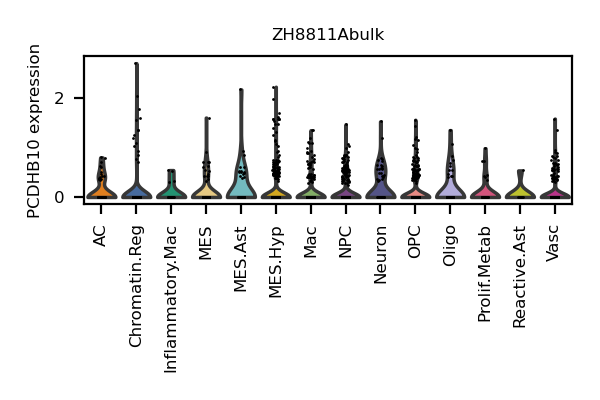 ZH8811Abulk
PCDHB10 expression
2
0
AC
Chromatin.Reg
Inflammatory.Mac
MES
MES.Ast
MES.Hyp
Mac
NPC
Neuron
OPC
Oligo
Prolif.Metab
Reactive.Ast
Vasc